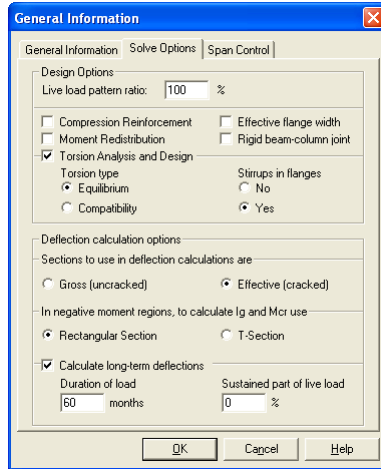 General Information
General Information Solve Options Span Control
Design Options
Live load pattern ratio: 100 %
Compression Reinforcement Effective flange width
Moment Redistribution Rigid beam-column joint
Torsion Analysis and Design
Torsion type Stirrups in flanges
Equilibrium No
Compatibility Yes
Deflection calculation options
Sections to use in deflection calculations are
Gross (uncracked) Effective (cracked)
In negative moment regions, to calculate Ig and Mcr use
Rectangular Section T-Section
Calculate long-term deflections
Duration of load Sustained part of live load
60 months 0 %
OK Cancel Help